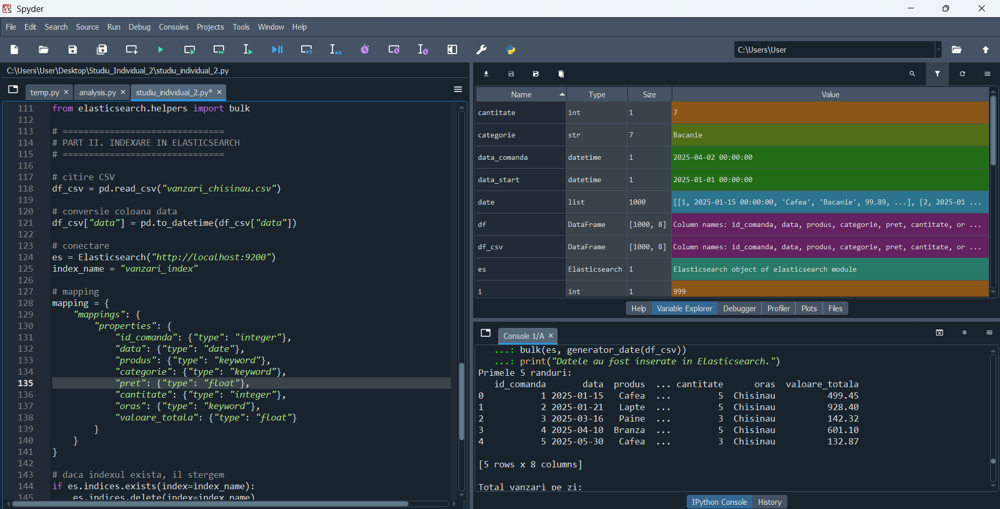 Spyder
File Edit Search Source Run Debug Consoles Projects Tools Window Help
C:\Users\User
C:\Users\User\Desktop\Studiu_Individual_2\studiu_individual_2.py
temp.py analysis.py studiu_individual_2.py*
111 from elasticsearch.helpers import bulk
112
113 # ===============================
114 # PART II. INDEXARE IN ELASTICSEARCH
115 # ===============================
116
117 # citire CSV
118 df_csv = pd.read_csv("vanzari_chisinau.csv")
119
120 # conversie coloana data
121 df_csv["data"] = pd.to_datetime(df_csv["data"])
122
123 # conectare
124 es = Elasticsearch("http://localhost:9200")
125 index_name = "vanzari_index"
126
127 # mapping
128 mapping = {
129     "mappings": {
130         "properties": {
131             "id_comanda": {"type": "integer"},
132             "data": {"type": "date"},
133             "produs": {"type": "keyword"},
134             "categorie": {"type": "keyword"},
135             "pret": {"type": "float"},
136             "cantitate": {"type": "integer"},
137             "oras": {"type": "keyword"},
138             "valoare_totala": {"type": "float"}
139         }
140     }
141 }
142
143 # daca indexul exista, il stergem
144 if es.indices.exists(index=index_name):
145     es.indices.delete(index=index_name)
Name Type Size Value
cantitate int 1 7
categorie str 7 Bacanie
data_comanda datetime 1 2025-04-02 00:00:00
data_start datetime 1 2025-01-01 00:00:00
date list 1000 [[1, 2025-01-15 00:00:00, 'Cafea', 'Bacanie', 99.89, ...], [2, 2025-01 ...
df DataFrame [1000, 8] Column names: id_comanda, data, produs, categorie, pret, cantitate, or ...
df_csv DataFrame [1000, 8] Column names: id_comanda, data, produs, categorie, pret, cantitate, or ...
es Elasticsearch 1 Elasticsearch object of elasticsearch module
i int 1 999
Help Variable Explorer Debugger Profiler Plots Files
Console 1/A
...: bulk(es, generator_date(df_csv))
...: print("Datele au fost inserate in Elasticsearch.")
Primele 5 randuri:
id_comanda data produs ... cantitate oras valoare_totala
0 1 2025-01-15 Cafea ... 5 Chisinau 499.45
1 2 2025-01-21 Lapte ... 5 Chisinau 928.40
2 3 2025-03-16 Paine ... 3 Chisinau 142.32
3 4 2025-04-10 Branza ... 5 Chisinau 601.10
4 5 2025-05-30 Cafea ... 3 Chisinau 132.87
[5 rows x 8 columns]
Total vanzari pe zi:
IPython Console History